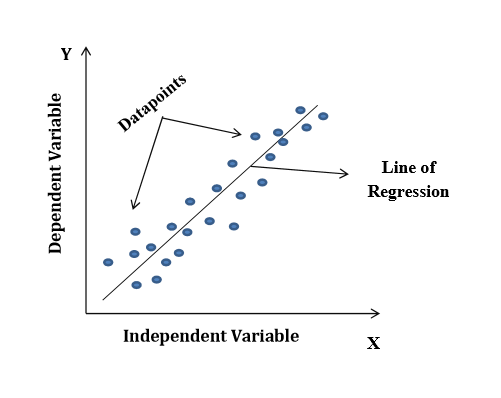 Y
Datapoints
Dependent Variable
Line of
Regression
Independent Variable
X